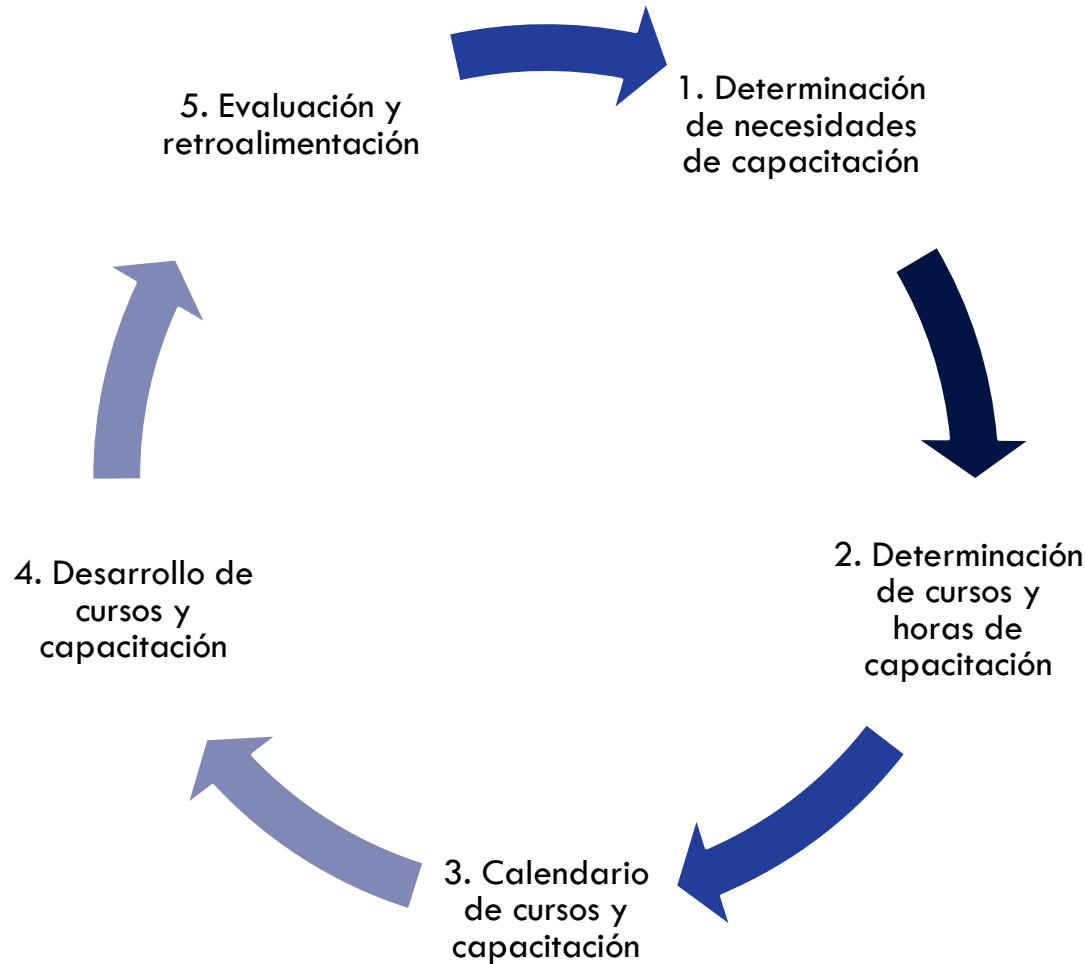 1. Determinación
de necesidades
de capacitación
2. Determinación
de cursos y
horas de
capacitación
3. Calendario
de cursos y
capacitación
4. Desarrollo de
cursos y
capacitación
5. Evaluación y
retroalimentación